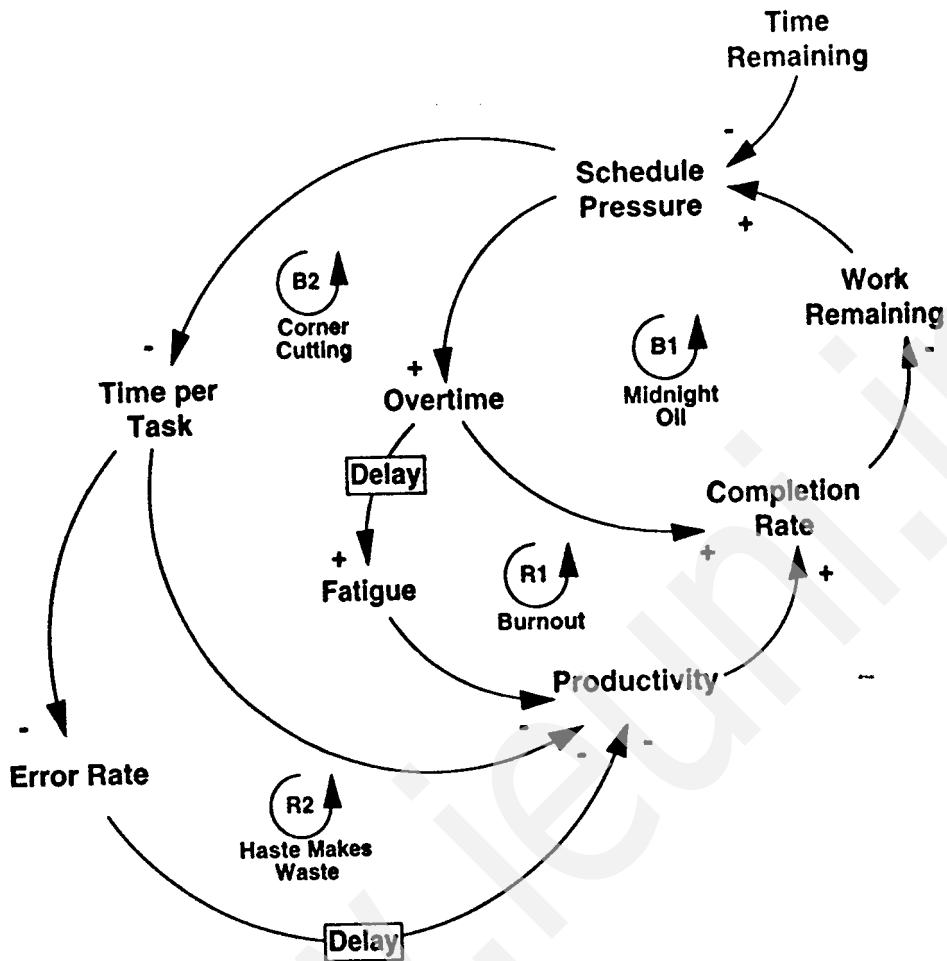 Time
Remaining
-
Schedule
Pressure
+
Work
Remaining
-
B2
Corner
Cutting
B1
Midnight
Oil
-
Time per
Task
+
Overtime
Delay
Completion
Rate
+
+
+
Fatigue
R1
Burnout
Productivity
-
-
-
-
Error Rate
R2
Haste Makes
Waste
Delay